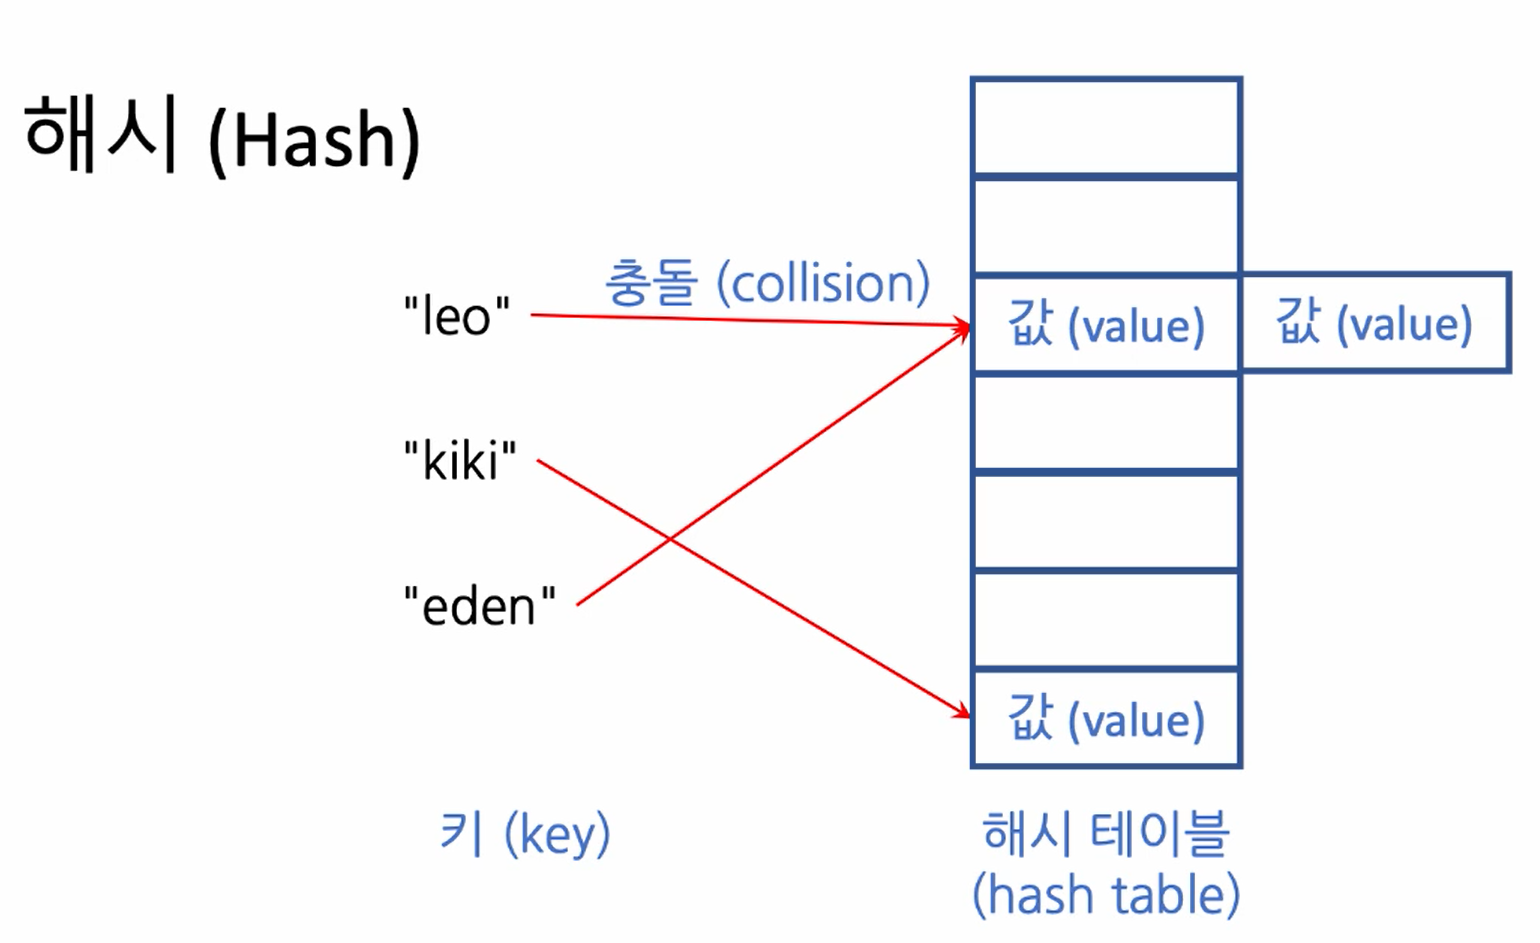 해시 (Hash)
충돌 (collision)
"leo"
값 (value)
값 (value)
"kiki"
"eden"
값 (value)
키 (key)
해시 테이블
(hash table)